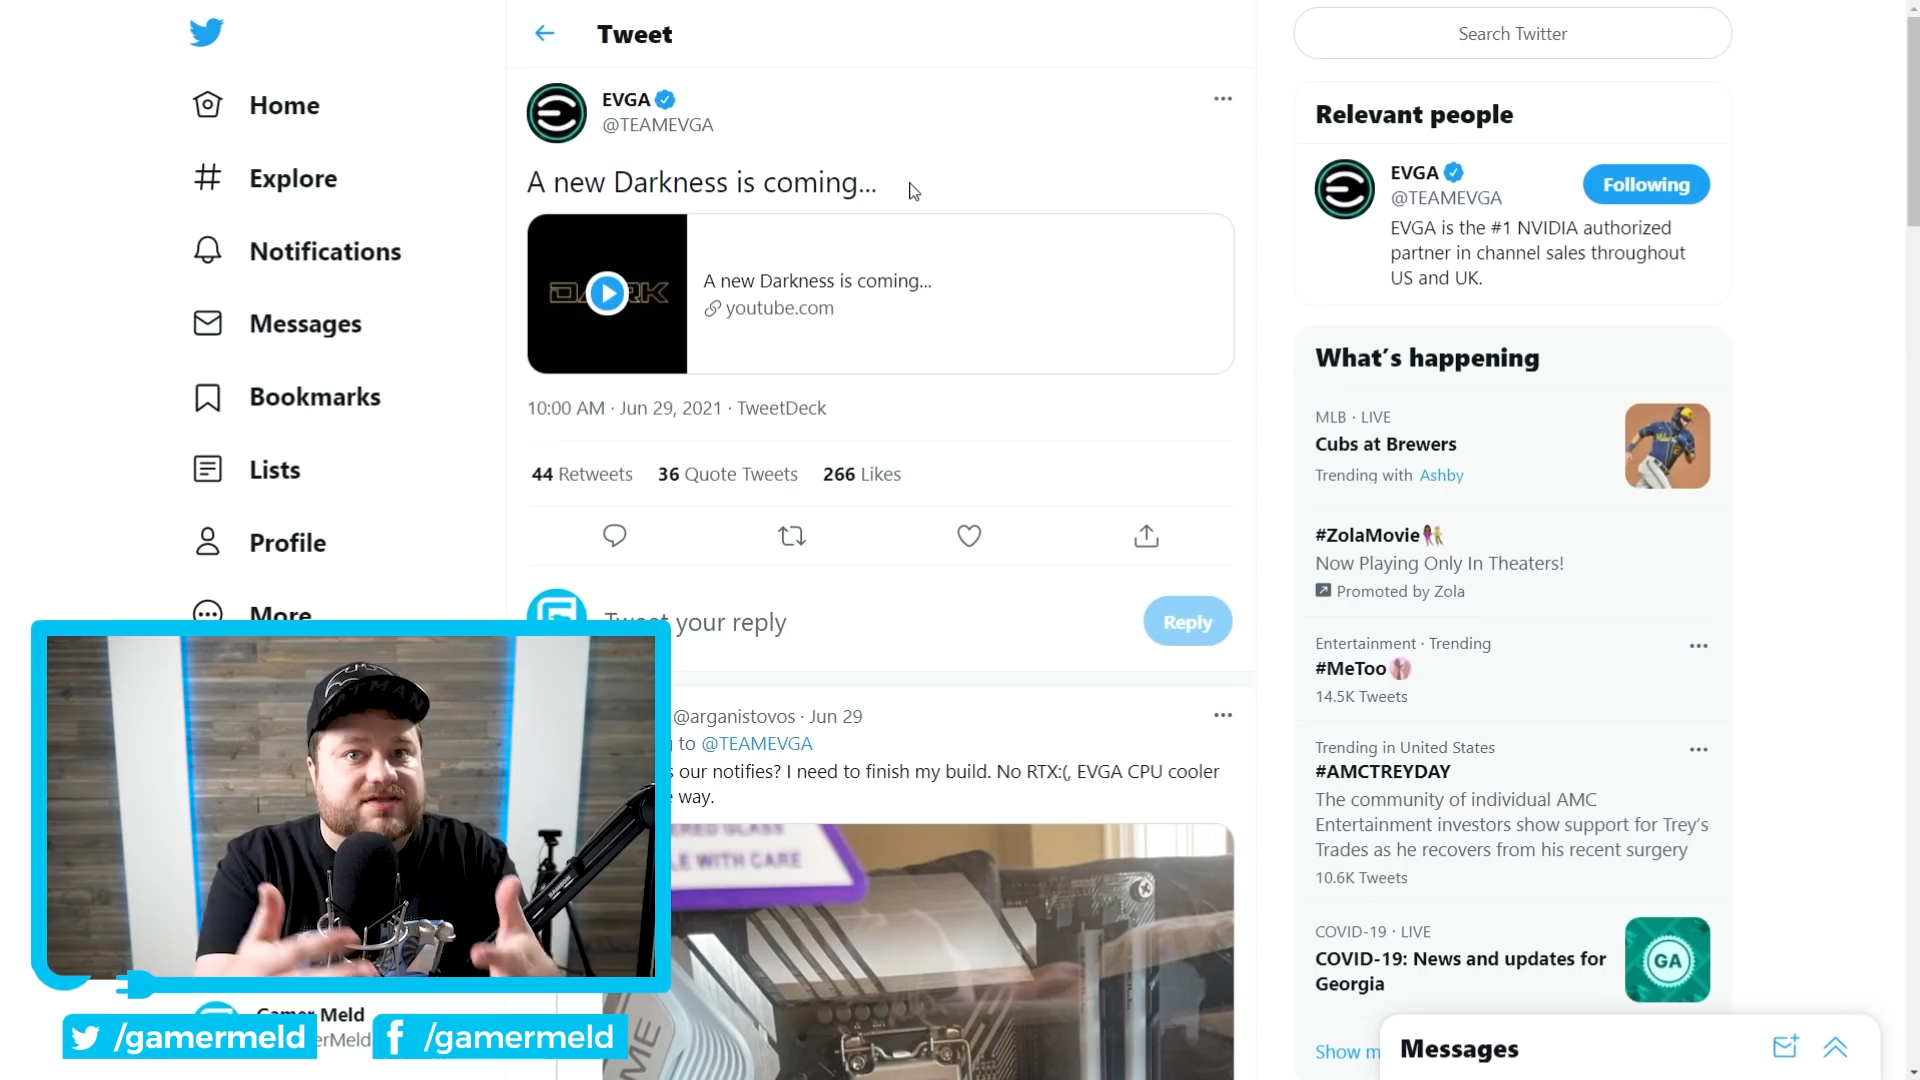 Home
Explore
Notifications
Messages
Bookmarks
Lists
Profile
More
Tweet
EVGA
@TEAMEVGA
A new Darkness is coming...
DARK
A new Darkness is coming...
youtube.com
10:00 AM · Jun 29, 2021 · TweetDeck
44 Retweets 36 Quote Tweets 266 Likes
Tweet your reply
Reply
@arganistovos · Jun 29
to @TEAMEVGA
our notifies? I need to finish my build. No RTX:(, EVGA CPU cooler
way.
GLASS
WITH CARE
BATMAN
Gamer Meld
/gamermeld
/gamermeld
Search Twitter
Relevant people
EVGA
@TEAMEVGA
Following
EVGA is the #1 NVIDIA authorized
partner in channel sales throughout
US and UK.
What's happening
MLB · LIVE
Cubs at Brewers
Trending with Ashby
#ZolaMovie
Now Playing Only In Theaters!
Promoted by Zola
Entertainment · Trending
#MeToo
14.5K Tweets
Trending in United States
#AMCTREYDAY
The community of individual AMC
Entertainment investors show support for Trey's
Trades as he recovers from his recent surgery
10.6K Tweets
COVID-19 · LIVE
COVID-19: News and updates for
Georgia
GA
Show
Messages